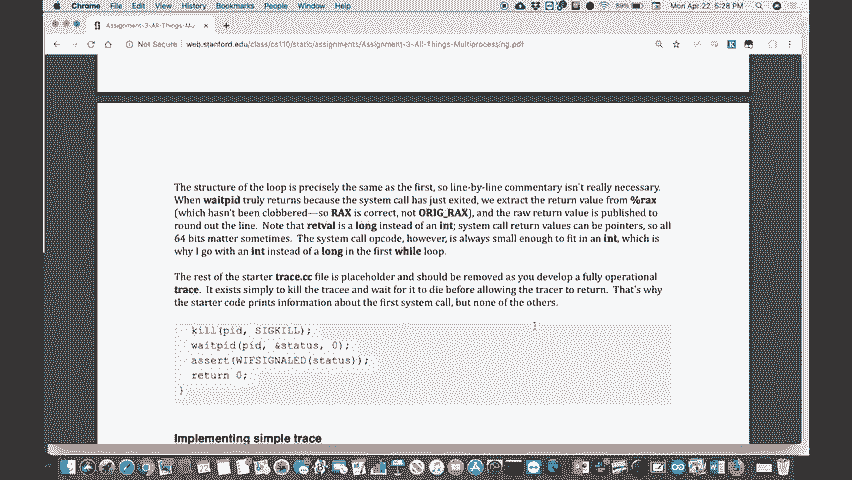 Chrome File Edit View History Bookmarks People Window Help
89% Mon Apr 22 6:28 PM
Assignment-3-All-Things-Mu
Not Secure web.stanford.edu/class/cs110/static/assignments/Assignment-3-All-Things-Multiprocessing.pdf
The structure of the loop is precisely the same as the first, so line-by-line commentary isn't really necessary.
When waitpid truly returns because the system call has just exited, we extract the return value from %rax
(which hasn't been clobbered—so RAX is correct, not ORIG_RAX), and the raw return value is published to
round out the line. Note that retval is a long instead of an int; system call return values can be pointers, so all
64 bits matter sometimes. The system call opcode, however, is always small enough to fit in an int, which is
why I go with an int instead of a long in the first while loop.
The rest of the starter trace.cc file is placeholder and should be removed as you develop a fully operational
trace. It exists simply to kill the tracee and wait for it to die before allowing the tracer to return. That's why
the starter code prints information about the first system call, but none of the others.
kill(pid, SIGKILL);
waitpid(pid, &status, 0);
assert(WIFSIGNALED(status));
return 0;
}
Implementing simple trace